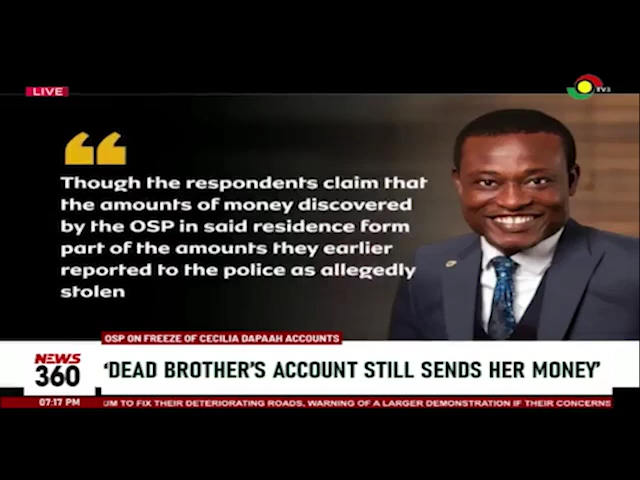 LIVE
TV3
Though the respondents claim that
the amounts of money discovered
by the OSP in said residence form
part of the amounts they earlier
reported to the police as allegedly
stolen
OSP ON FREEZE OF CECILIA DAPAAH ACCOUNTS
NEWS
360
‘DEAD BROTHER’S ACCOUNT STILL SENDS HER MONEY’
07:17 PM
UM TO FIX THEIR DETERIORATING ROADS, WARNING OF A LARGER DEMONSTRATION IF THEIR CONCERNS